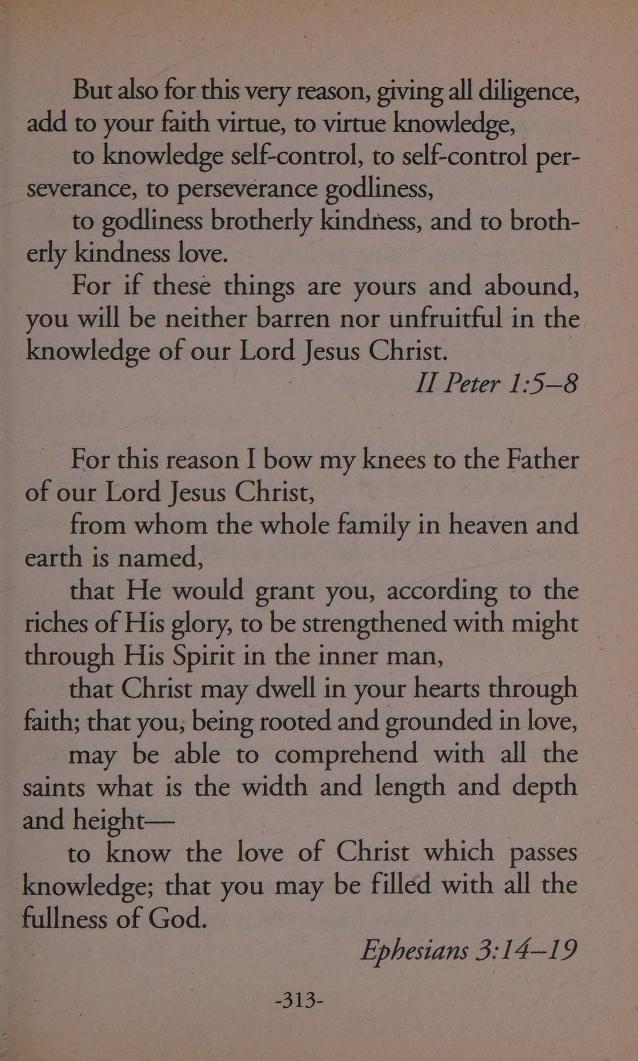 But also for this very reason, giving all diligence,
add to your faith virtue, to virtue knowledge,
to knowledge self-control, to self-control per-
severance, to perseverance godliness,
to godliness brotherly kindness, and to broth-
erly kindness love.
For if these things are yours and abound,
you will be neither barren nor unfruitful in the
knowledge of our Lord Jesus Christ.
II Peter 1:5–8
For this reason I bow my knees to the Father
of our Lord Jesus Christ,
from whom the whole family in heaven and
earth is named,
that He would grant you, according to the
riches of His glory, to be strengthened with might
through His Spirit in the inner man,
that Christ may dwell in your hearts through
faith; that you, being rooted and grounded in love,
may be able to comprehend with all the
saints what is the width and length and depth
and height—
to know the love of Christ which passes
knowledge; that you may be filled with all the
fullness of God.
Ephesians 3:14–19
-313-